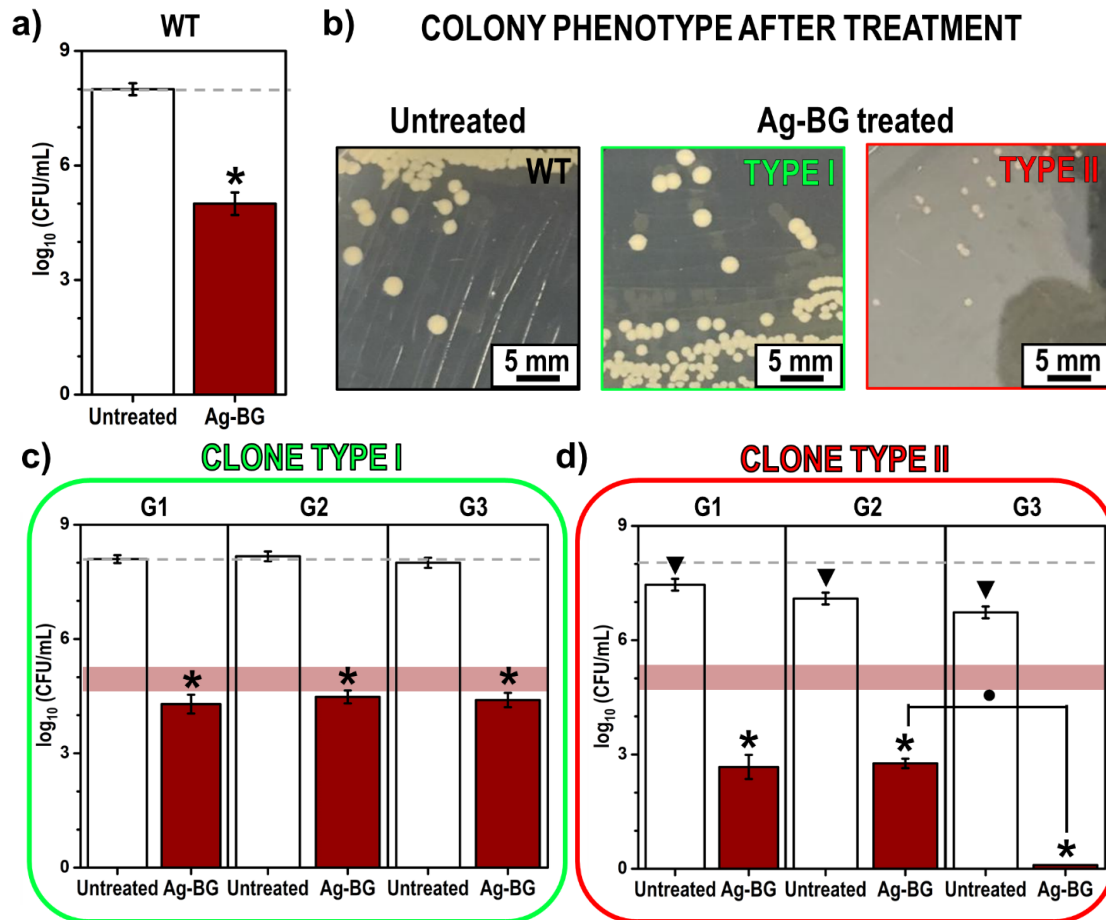 a) WT
9
6
3
0
log₁₀ (CFU/mL)
*
Untreated Ag-BG
b) COLONY PHENOTYPE AFTER TREATMENT
Untreated Ag-BG treated
WT TYPE I TYPE II
5 mm 5 mm 5 mm
c) CLONE TYPE I
G1 G2 G3
9
6
3
0
log₁₀ (CFU/mL)
* * *
Untreated Ag-BG Untreated Ag-BG Untreated Ag-BG
d) CLONE TYPE II
G1 G2 G3
9
6
3
0
log₁₀ (CFU/mL)
▼ ▼ ▼
•
* * *
Untreated Ag-BG Untreated Ag-BG Untreated Ag-BG